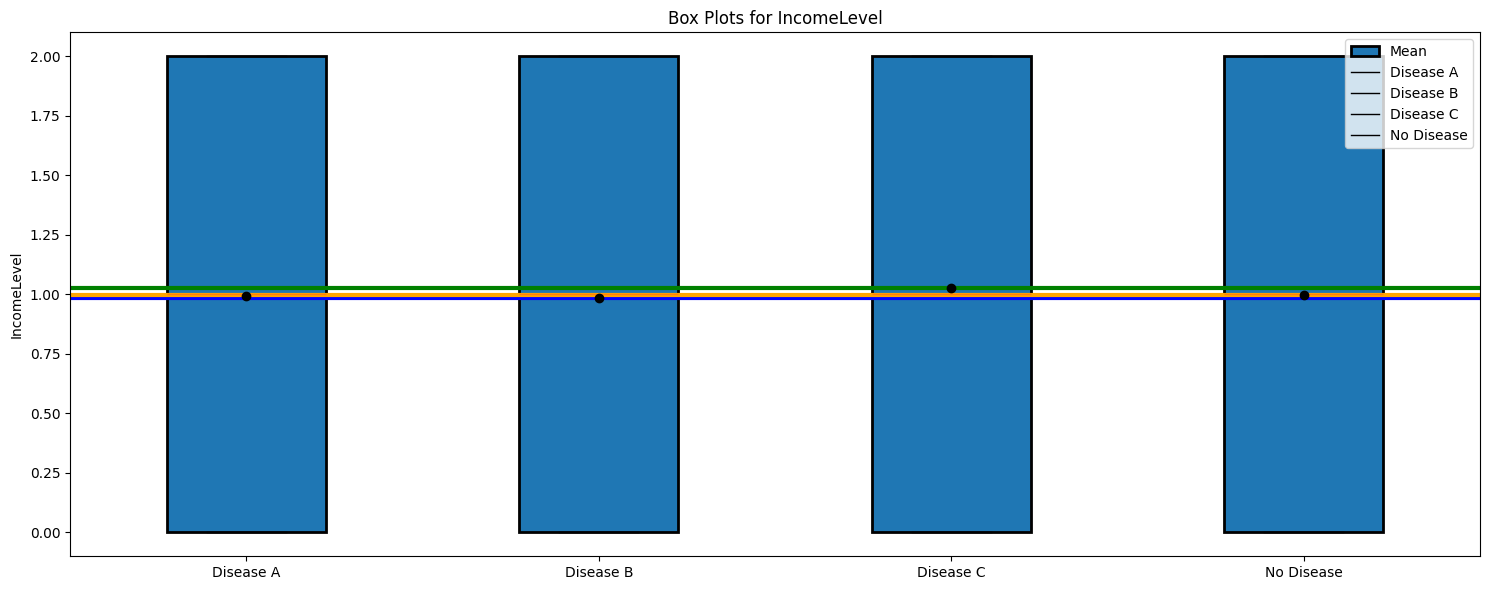 Box Plots for IncomeLevel
IncomeLevel
2.00
1.75
1.50
1.25
1.00
0.75
0.50
0.25
0.00
Mean
Disease A
Disease B
Disease C
No Disease
Disease A
Disease B
Disease C
No Disease